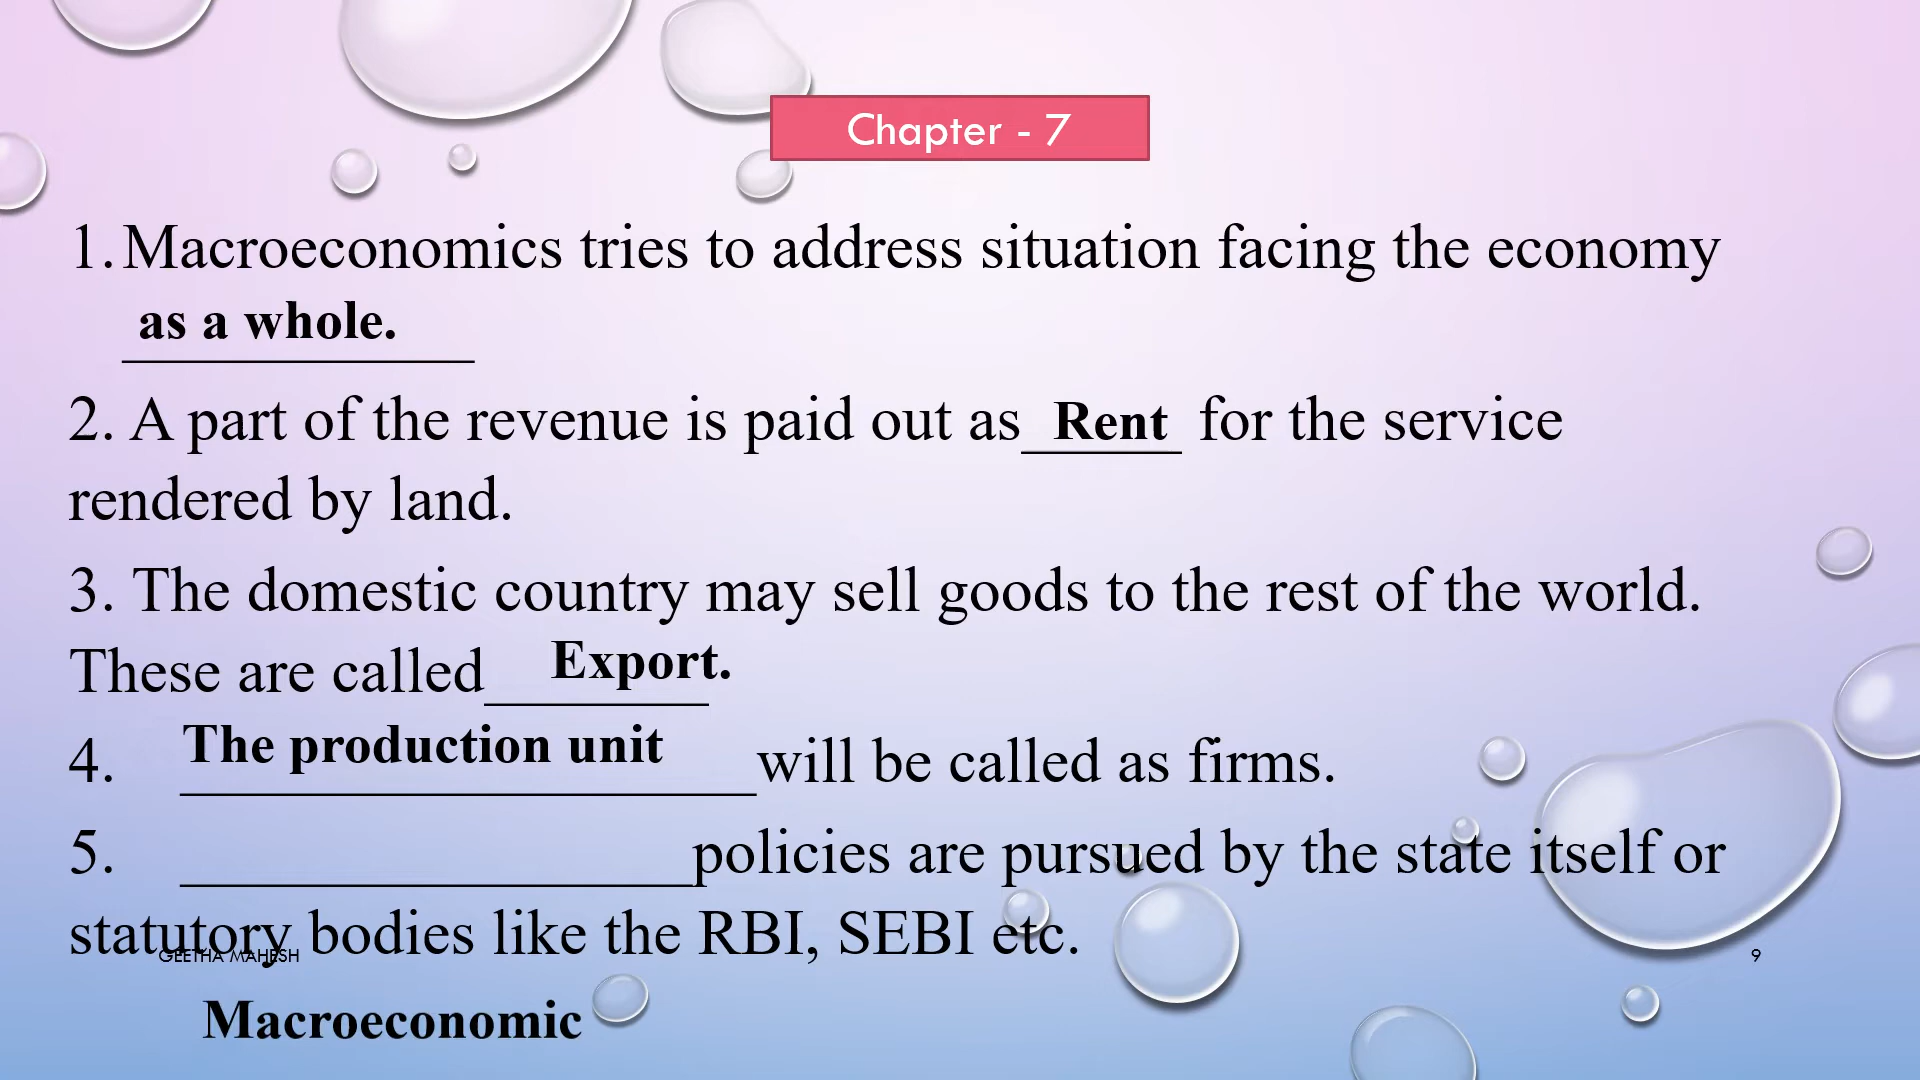 Chapter - 7
1. Macroeconomics tries to address situation facing the economy
as a whole.
2. A part of the revenue is paid out as Rent for the service
rendered by land.
3. The domestic country may sell goods to the rest of the world.
These are called Export.
4. The production unit will be called as firms.
5. ________________policies are pursued by the state itself or
statutory bodies like the RBI, SEBI etc.
GEETHA MAHESH
9
Macroeconomic